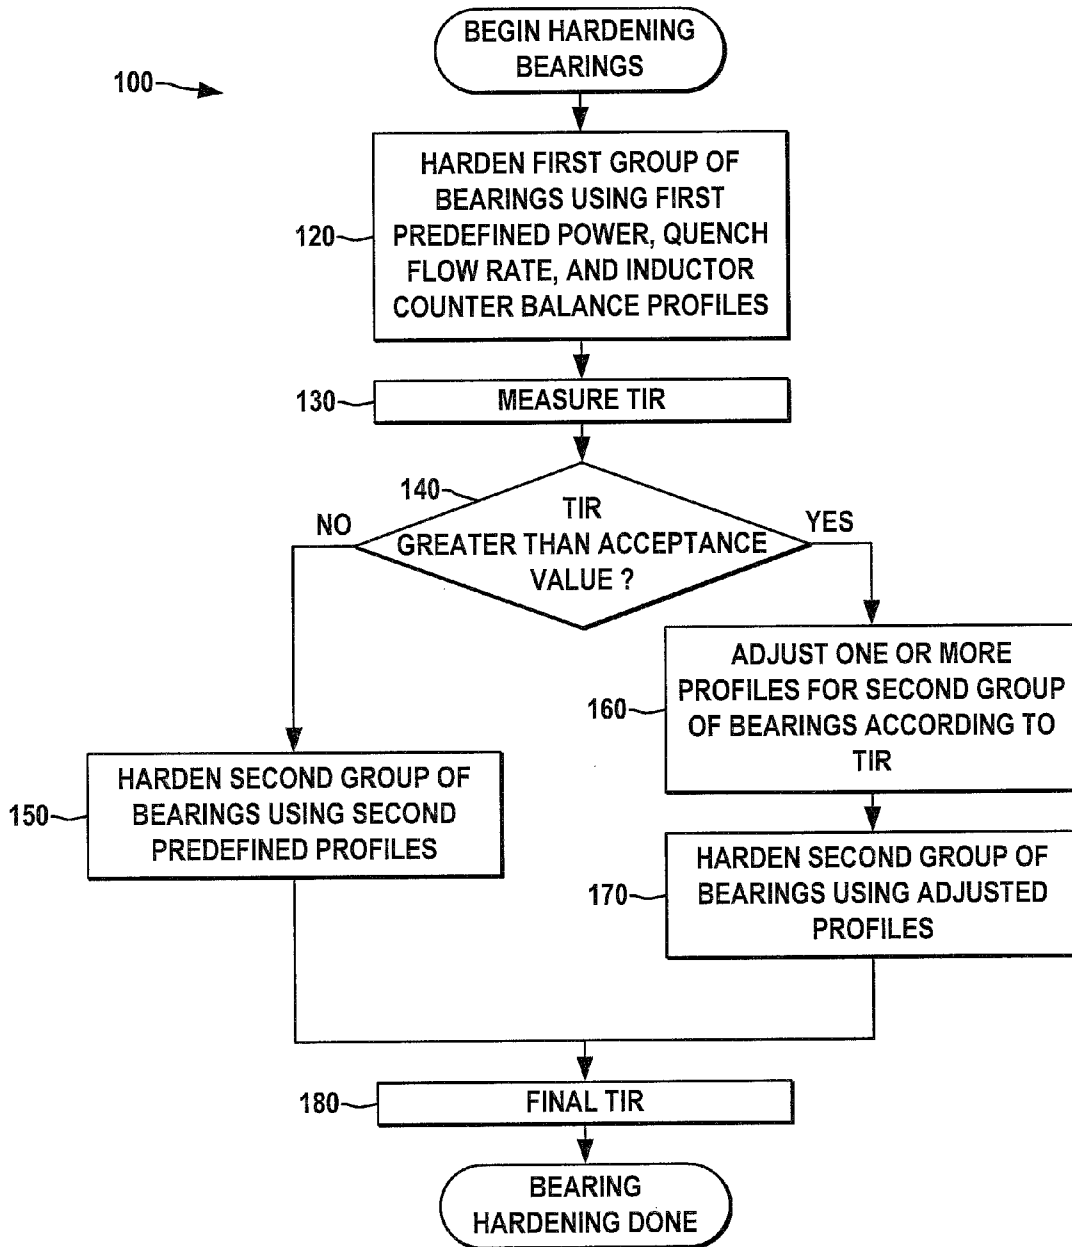 BEGIN HARDENING
BEARINGS
100
HARDEN FIRST GROUP OF
BEARINGS USING FIRST
PREDEFINED POWER, QUENCH
FLOW RATE, AND INDUCTOR
COUNTER BALANCE PROFILES
120
MEASURE TIR
130
140
TIR
GREATER THAN ACCEPTANCE
VALUE ?
NO
YES
ADJUST ONE OR MORE
PROFILES FOR SECOND GROUP
OF BEARINGS ACCORDING TO
TIR
160
HARDEN SECOND GROUP OF
BEARINGS USING SECOND
PREDEFINED PROFILES
150
HARDEN SECOND GROUP OF
BEARINGS USING ADJUSTED
PROFILES
170
FINAL TIR
180
BEARING
HARDENING DONE